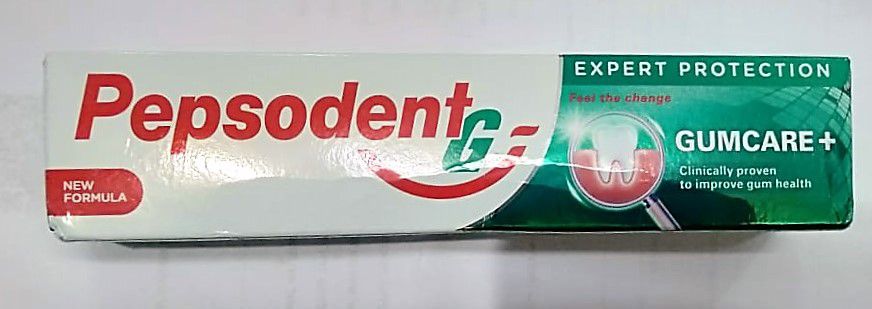 Pepsodent
G
NEW
FORMULA
EXPERT PROTECTION
Feel the change
GUMCARE+
Clinically proven
to improve gum health